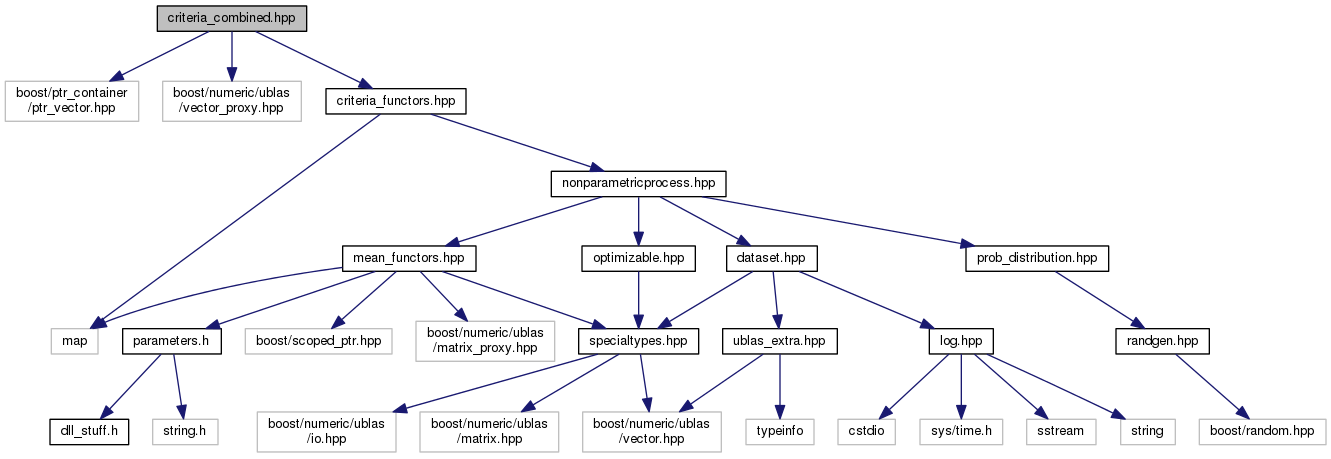 criteria_combined.hpp
boost/ptr_container
/ptr_vector.hpp
boost/numeric/ublas
/vector_proxy.hpp
criteria_functors.hpp
nonparametricprocess.hpp
mean_functors.hpp
optimizable.hpp
dataset.hpp
prob_distribution.hpp
map
parameters.h
boost/scoped_ptr.hpp
boost/numeric/ublas
/matrix_proxy.hpp
specialtypes.hpp
ublas_extra.hpp
log.hpp
randgen.hpp
dll_stuff.h
string.h
boost/numeric/ublas
/io.hpp
boost/numeric/ublas
/matrix.hpp
boost/numeric/ublas
/vector.hpp
typeinfo
cstdio
sys/time.h
sstream
string
boost/random.hpp